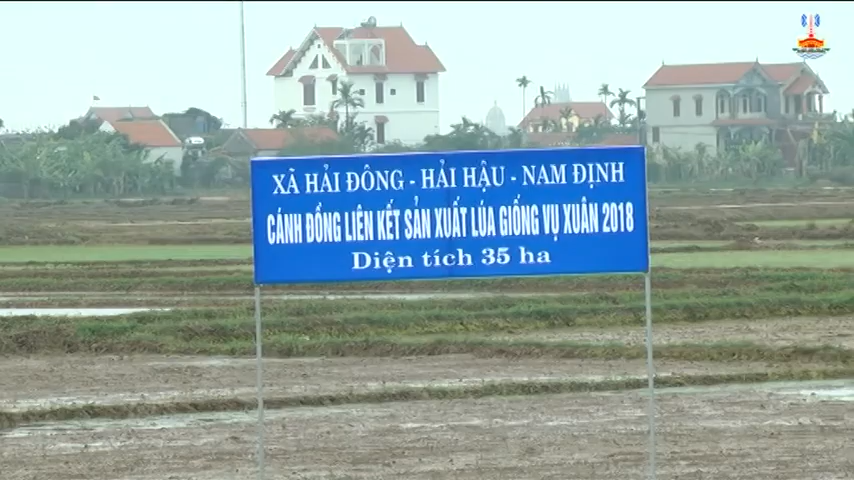 XÃ HẢI ĐÔNG - HẢI HẬU - NAM ĐỊNH
CÁNH ĐỒNG LIÊN KẾT SẢN XUẤT LÚA GIỐNG VỤ XUÂN 2018
Diện tích 35 ha